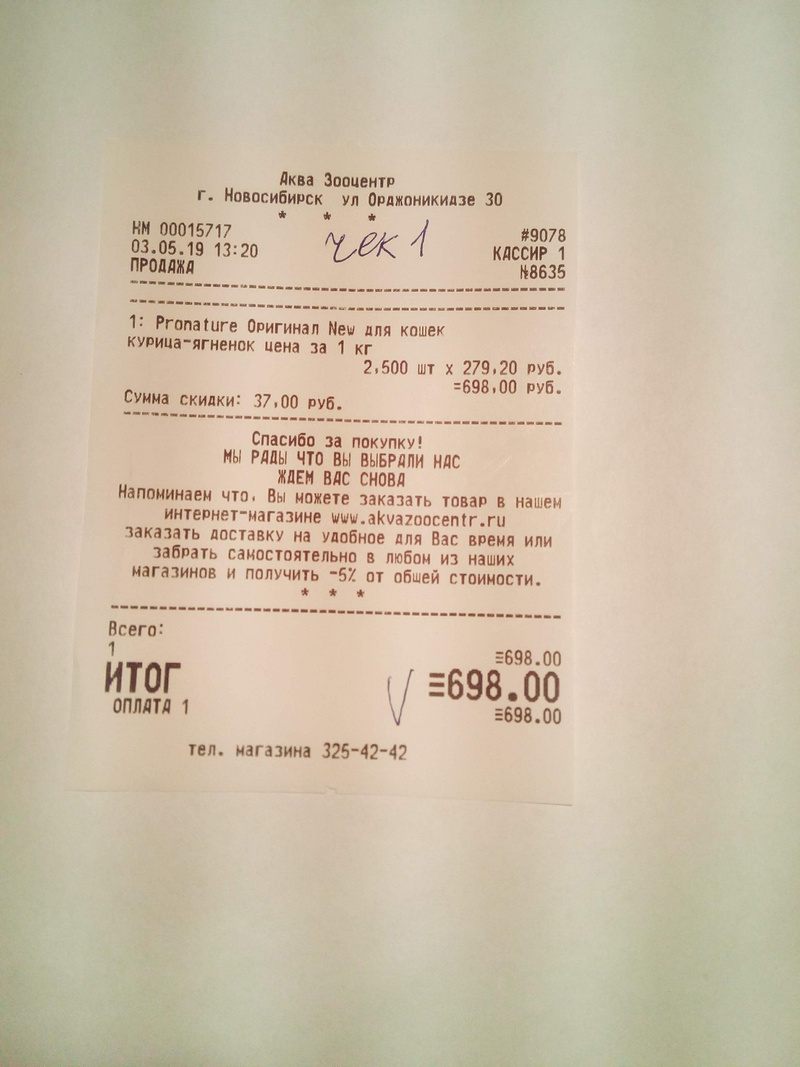 Аква Зооцентр
г. Новосибирск ул Орджоникидзе 30
* * *
НМ 00015717 #9078
03.05.19 13:20 чек 1 КАССИР 1
ПРОДАЖА №8635
1: Pronature Оригинал New для кошек
курица-ягненок цена за 1 кг
2,500 шт х 279,20 руб.
=698,00 руб.
Сумма скидки: 37,00 руб.
Спасибо за покупку!
МЫ РАДЫ ЧТО ВЫ ВЫБРАЛИ НАС
ЖДЕМ ВАС СНОВА
Напоминаем что, Вы можете заказать товар в нашем
интернет-магазине www.akvazoocentr.ru
заказать доставку на удобное для Вас время или
забрать самостоятельно в любом из наших
магазинов и получить -5% от общей стоимости.
* * *
Всего:
1 ≡698.00
ИТОГ ≡698.00
ОПЛАТА 1 ≡698.00
тел. магазина 325-42-42